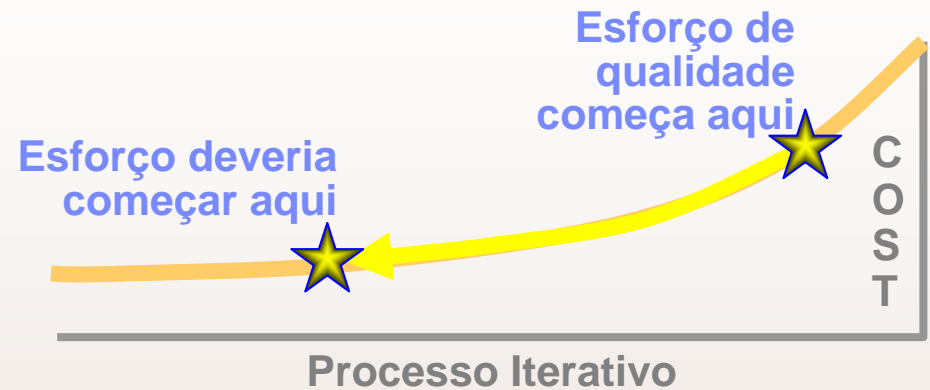 Esforço de
qualidade
começa aqui
Esforço deveria
começar aqui
C
O
S
T
Processo Iterativo